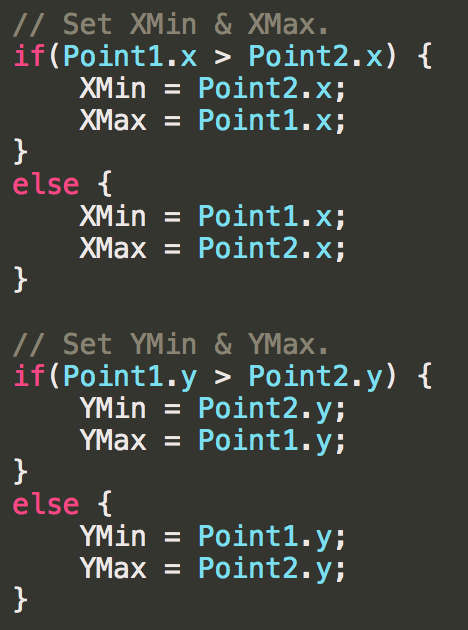 // Set XMin & XMax.
if(Point1.x > Point2.x) {
    XMin = Point2.x;
    XMax = Point1.x;
}
else {
    XMin = Point1.x;
    XMax = Point2.x;
}

// Set YMin & YMax.
if(Point1.y > Point2.y) {
    YMin = Point2.y;
    YMax = Point1.y;
}
else {
    YMin = Point1.y;
    YMax = Point2.y;
}